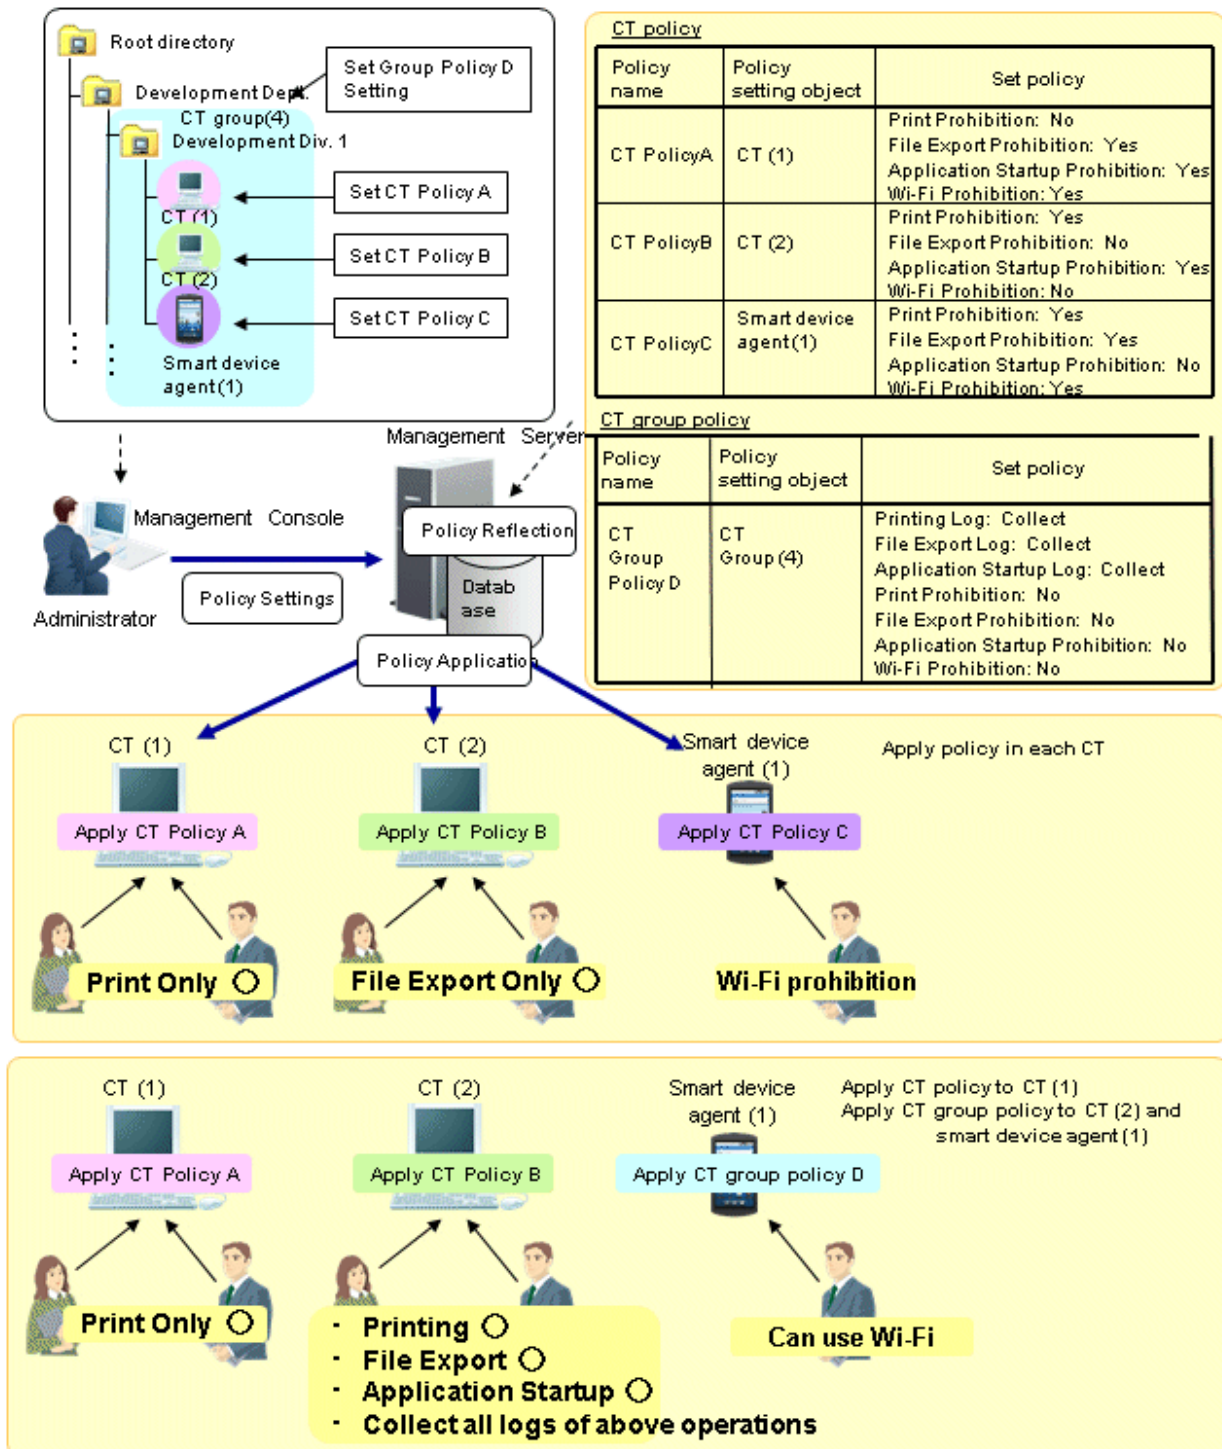 Root directory
Development Dept.
CT group(4)
Development Div. 1
CT (1)
CT (2)
Smart device
agent(1)
Set Group Policy D
Setting
Set CT Policy A
Set CT Policy B
Set CT Policy C
CT policy
Policy name
Policy setting object
Set policy
CT PolicyA
CT (1)
Print Prohibition: No
File Export Prohibition: Yes
Application Startup Prohibition: Yes
Wi-Fi Prohibition: Yes
CT PolicyB
CT (2)
Print Prohibition: Yes
File Export Prohibition: No
Application Startup Prohibition: Yes
Wi-Fi Prohibition: No
CT PolicyC
Smart device
agent(1)
Print Prohibition: Yes
File Export Prohibition: Yes
Application Startup Prohibition: No
Wi-Fi Prohibition: Yes
CT group policy
Policy name
Policy setting object
Set policy
CT
Group
Policy D
CT
Group(4)
Printing Log: Collect
File Export Log: Collect
Application Startup Log: Collect
Print Prohibition: No
File Export Prohibition: No
Application Startup Prohibition: No
Wi-Fi Prohibition: No
Management Server
Management Console
Administrator
Policy Settings
Policy Reflection
Datab
ase
Policy Application
CT (1)
CT (2)
Smart device
agent (1)
Apply policy in each CT
Apply CT Policy A
Apply CT Policy B
Apply CT Policy C
Print Only ○
File Export Only ○
Wi-Fi prohibition
CT (1)
CT (2)
Smart device
agent (1)
Apply CT policy to CT (1)
Apply CT group policy to CT (2) and
smart device agent (1)
Apply CT Policy A
Apply CT Policy B
Apply CT group policy D
Print Only ○
- Printing ○
- File Export ○
- Application Startup ○
- Collect all logs of above operations
Can use Wi-Fi